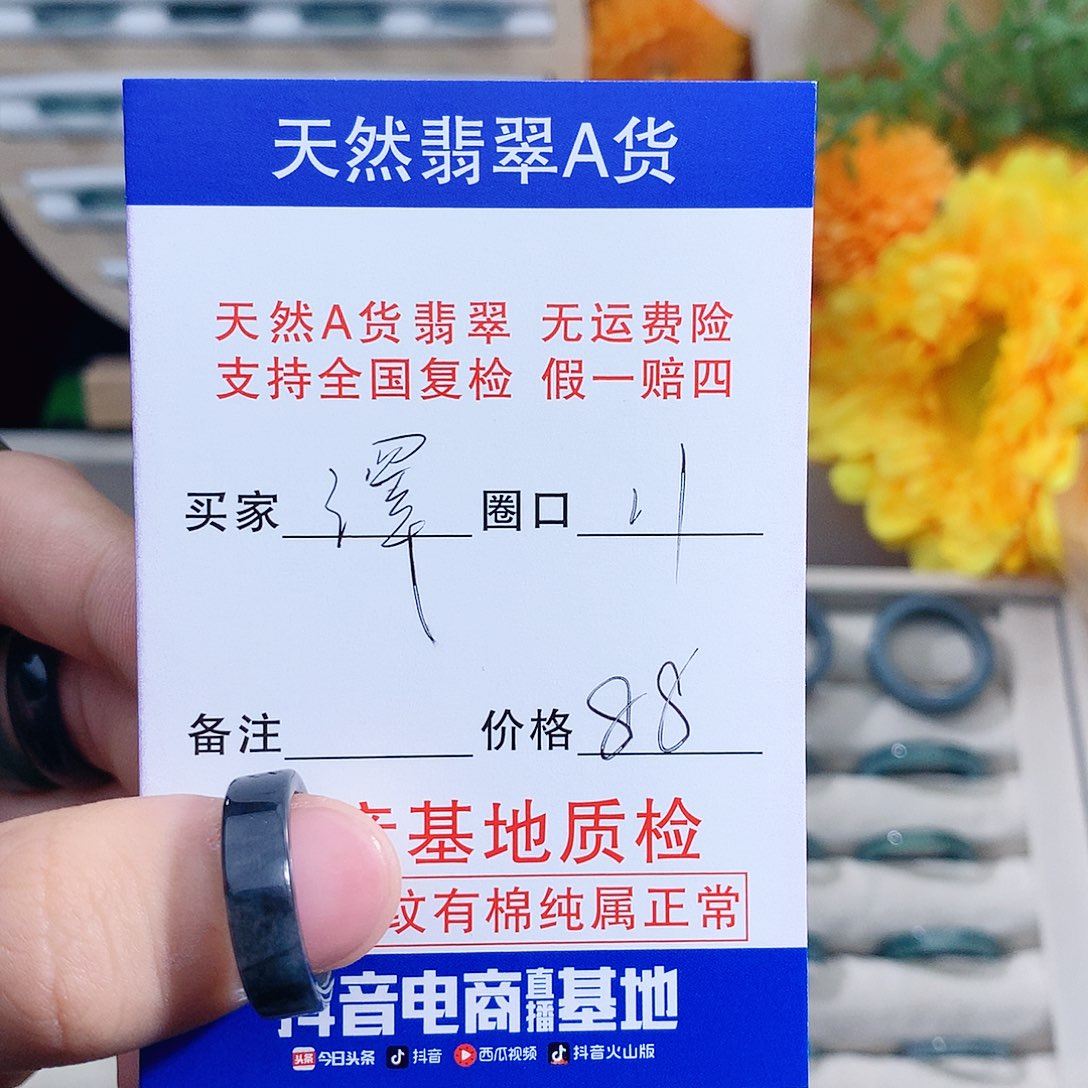 天然翡翠A货
天然A货翡翠 无运费险
支持全国复检 假一赔四
买家 圈口 11
备注 价格 88
基地质检
纹有棉纯属正常
抖音电商直播基地
头条 今日头条 抖音 西瓜视频 抖音火山版